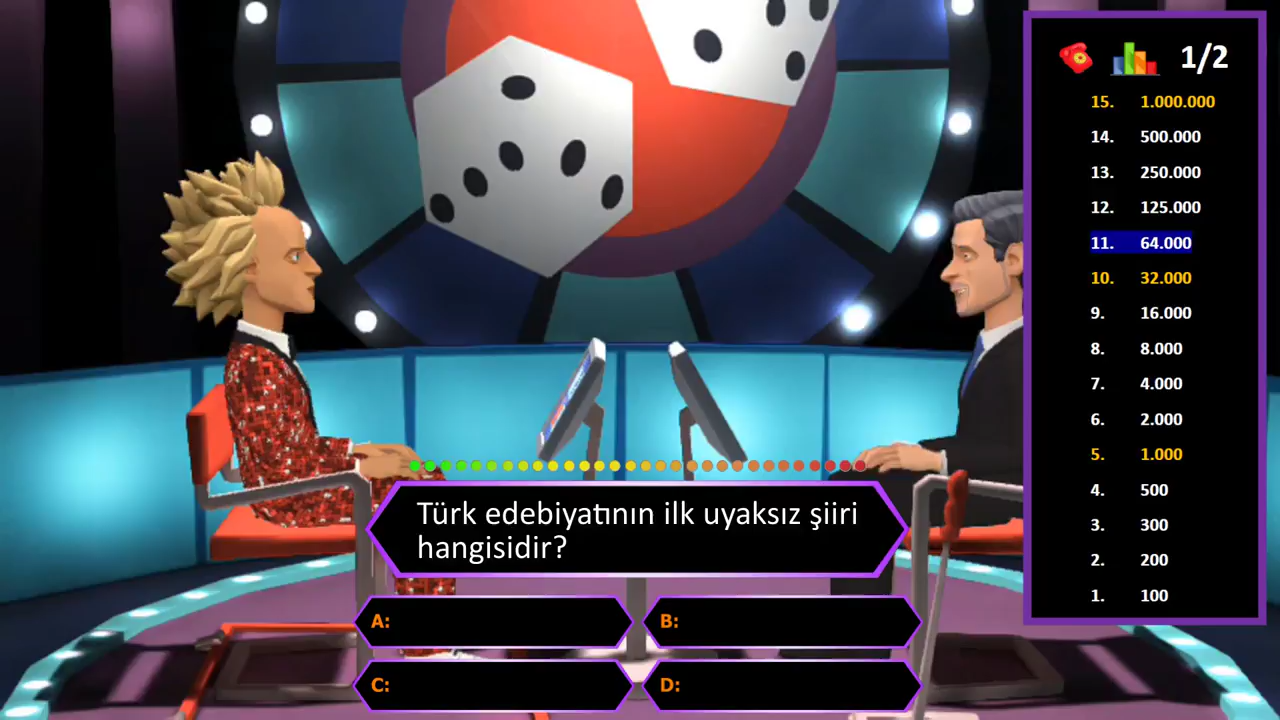 1/2
15. 1.000.000
14. 500.000
13. 250.000
12. 125.000
11. 64.000
10. 32.000
9. 16.000
8. 8.000
7. 4.000
6. 2.000
5. 1.000
4. 500
3. 300
2. 200
1. 100
Türk edebiyatının ilk uyaksız şiiri
hangisidir?
A:
B:
C:
D: